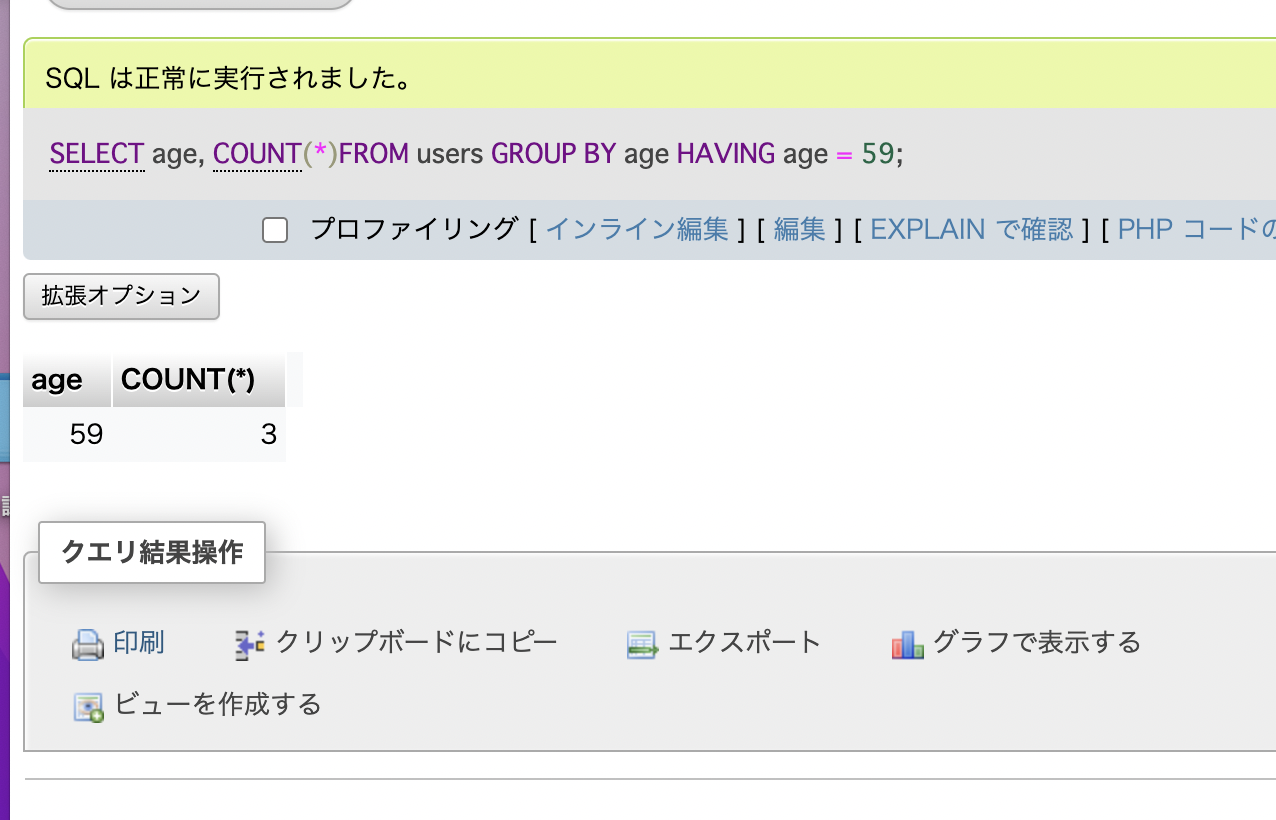 SQL は正常に実行されました。
SELECT age, COUNT(*)FROM users GROUP BY age HAVING age = 59;
プロファイリング [ インライン編集 ] [ 編集 ] [ EXPLAIN で確認 ] [ PHP コードの
拡張オプション
age COUNT(*)
59 3
クエリ結果操作
印刷 クリップボードにコピー エクスポート グラフで表示する
ビューを作成する